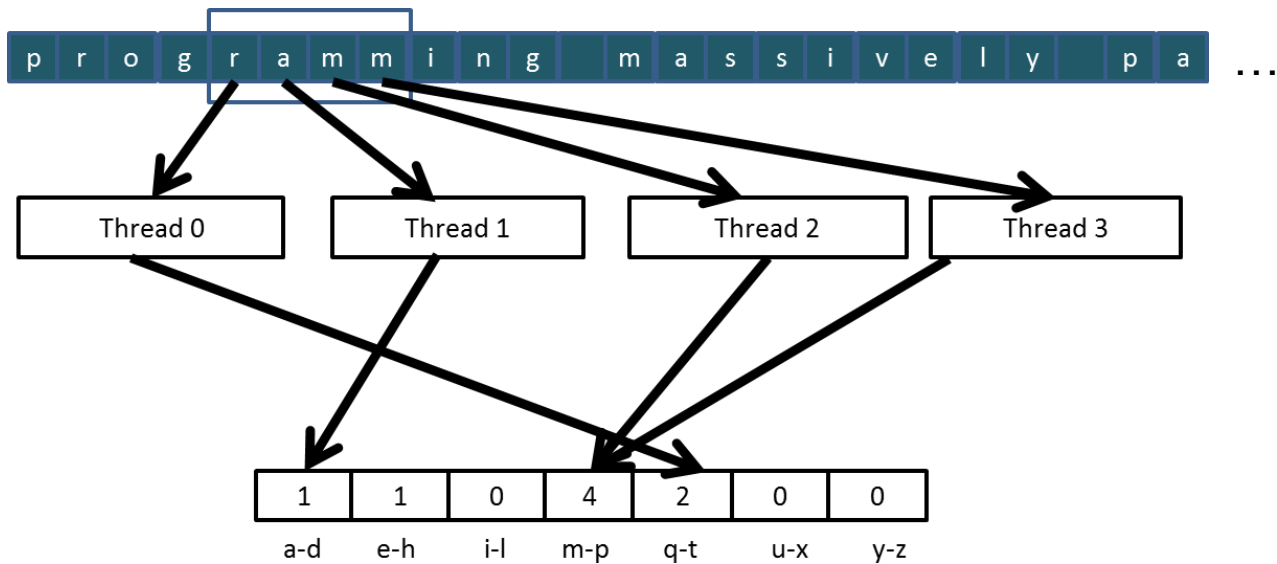 p r o g r a m m i n g m a s s i v e l y p a ...
Thread 0 Thread 1 Thread 2 Thread 3
1 1 0 4 2 0 0
a-d e-h i-l m-p q-t u-x y-z